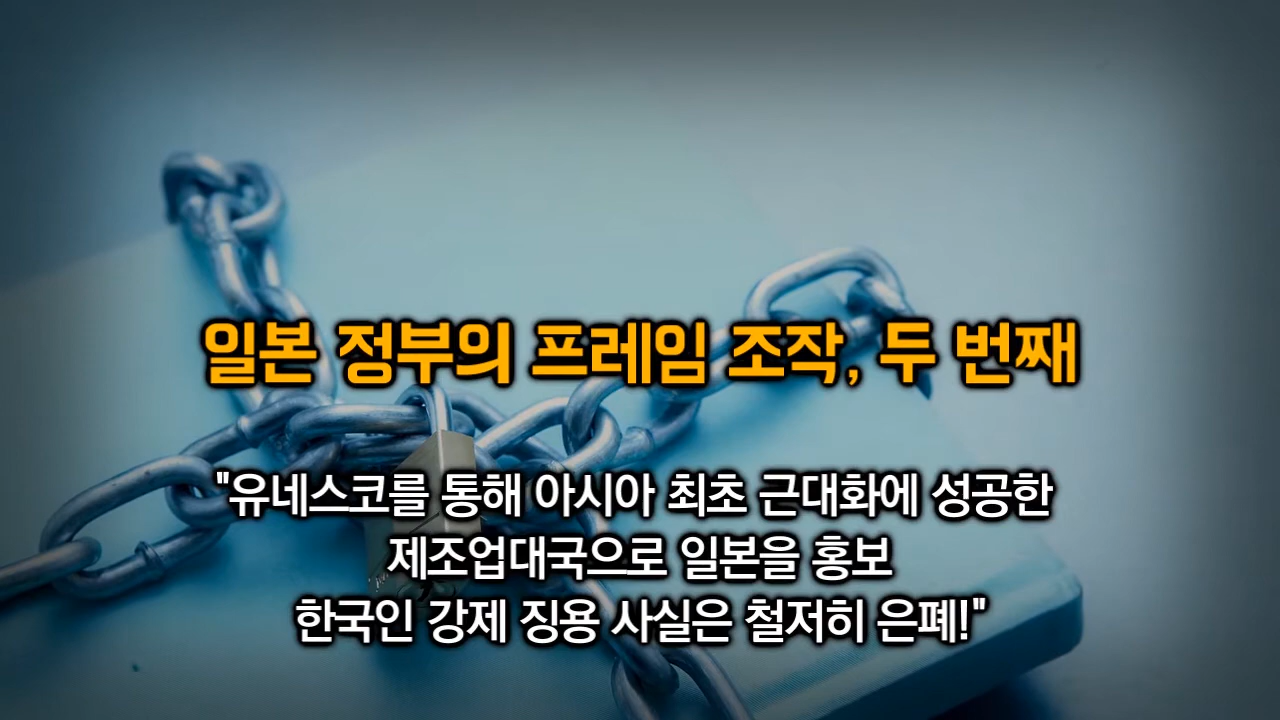 일본 정부의 프레임 조작, 두 번째
"유네스코를 통해 아시아 최초 근대화에 성공한
제조업대국으로 일본을 홍보
한국인 강제 징용 사실은 철저히 은폐!"